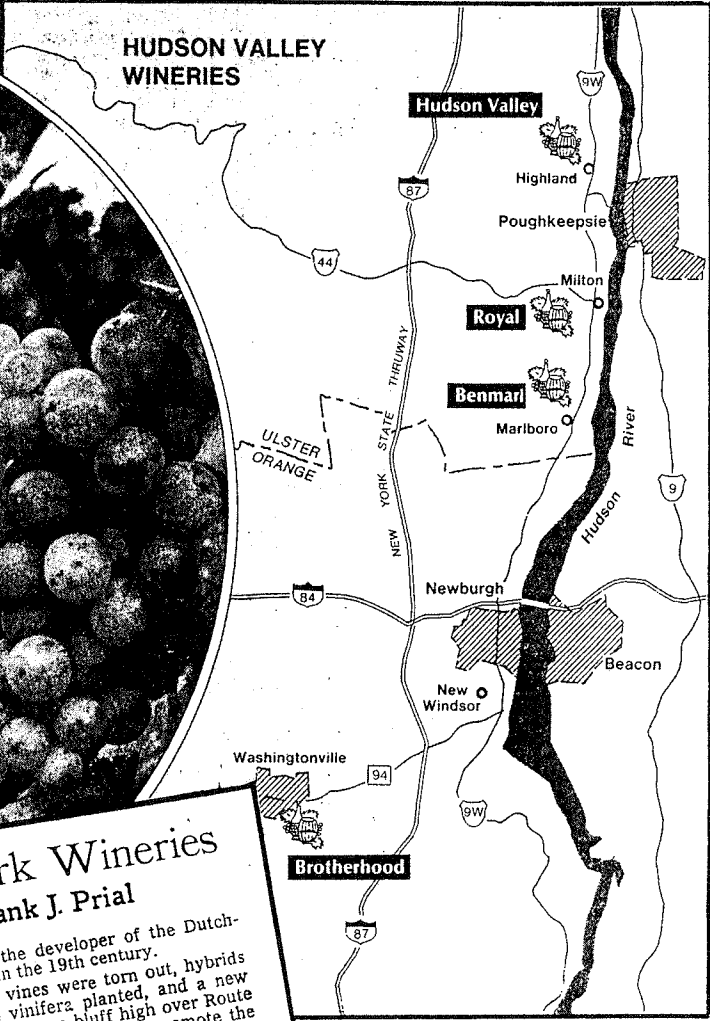 HUDSON VALLEY
WINERIES
9W
Hudson Valley
Highland
87
Poughkeepsie
44
Milton
Royal
NEW YORK STATE THRUWAY
Benmarl
Marlboro
ULSTER
ORANGE
Hudson River
9
84
Newburgh
Beacon
New
Windsor
Washingtonville
94
9W
Brotherhood
87
Wineries
J. Prial
the developer of the Dutch-
in the 19th century.
vines were torn out, hybrids
vinifera planted, and a new
bluff high over Route
the